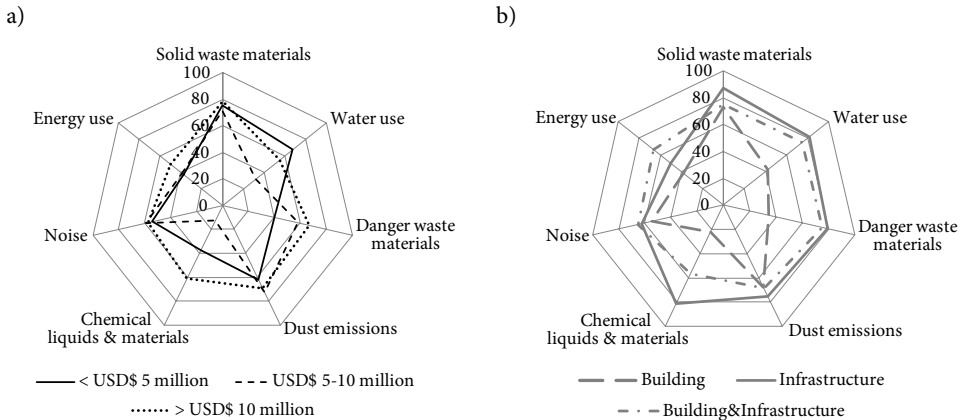 a)
Solid waste materials
100
80
60
40
20
0
Energy use
Water use
Noise
Danger waste
materials
Chemical
liquids & materials
Dust emissions
< USD$ 5 million
USD$ 5-10 million
> USD$ 10 million
b)
Solid waste materials
100
80
60
40
20
0
Energy use
Water use
Noise
Danger waste
materials
Chemical
liquids & materials
Dust emissions
Building
Infrastructure
Building&Infrastructure